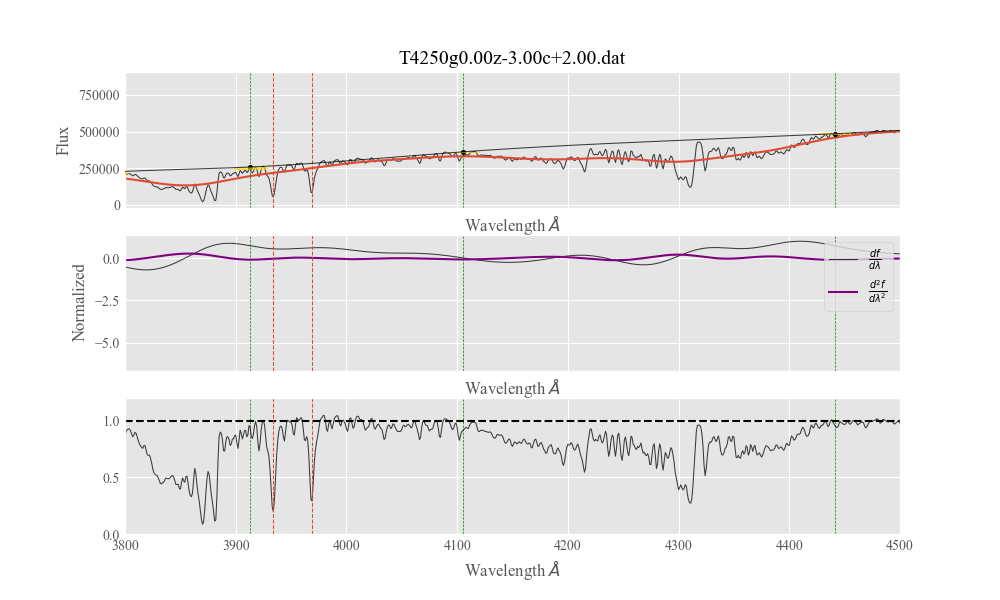 T4250g0.00z-3.00c+2.00.dat
Flux
750000
500000
250000
0
Wavelength Å
Normalized
0.0
−2.5
−5.0
df/dλ
d²f/dλ²
Wavelength Å
1.0
0.5
0.0
3800 3900 4000 4100 4200 4300 4400 4500
Wavelength Å